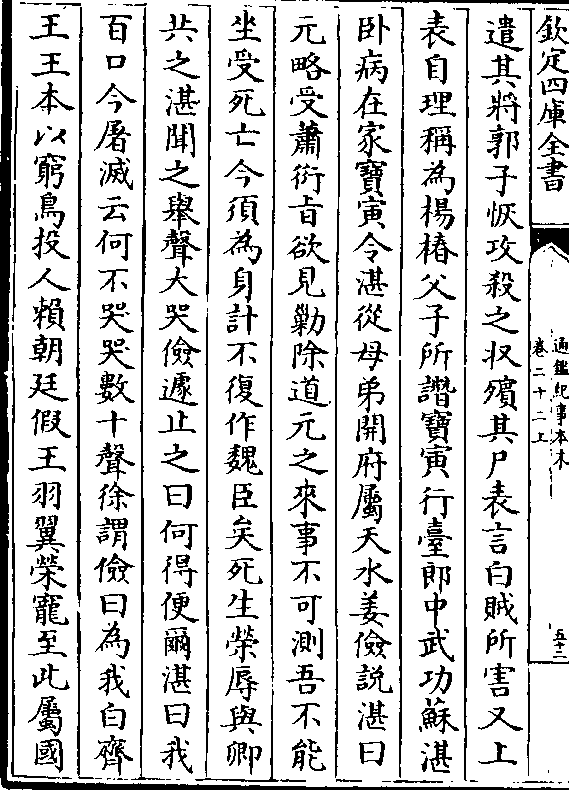 欽定四庫全書
通鑑紀事本末
卷二十二上
五十二
遣其將郭子恢攻殺之収殯其尸表言白賊所害又上
表自理稱為楊椿父子所譖寶寅行臺郎中武功蘇湛
卧病在家寶寅令湛從母弟開府屬天水姜儉説湛曰
元略受蕭衍㫖欲見勦除道元之來事不可測吾不能
坐受死亡今須為身計不復作魏臣矣死生榮辱與卿
共之湛聞之舉聲大哭儉遽止之曰何得便爾湛曰我
百口今屠滅云何不哭哭數十聲徐謂儉曰為我白齊
王王本以窮鳥投人賴朝廷假王羽翼榮寵至此屬國